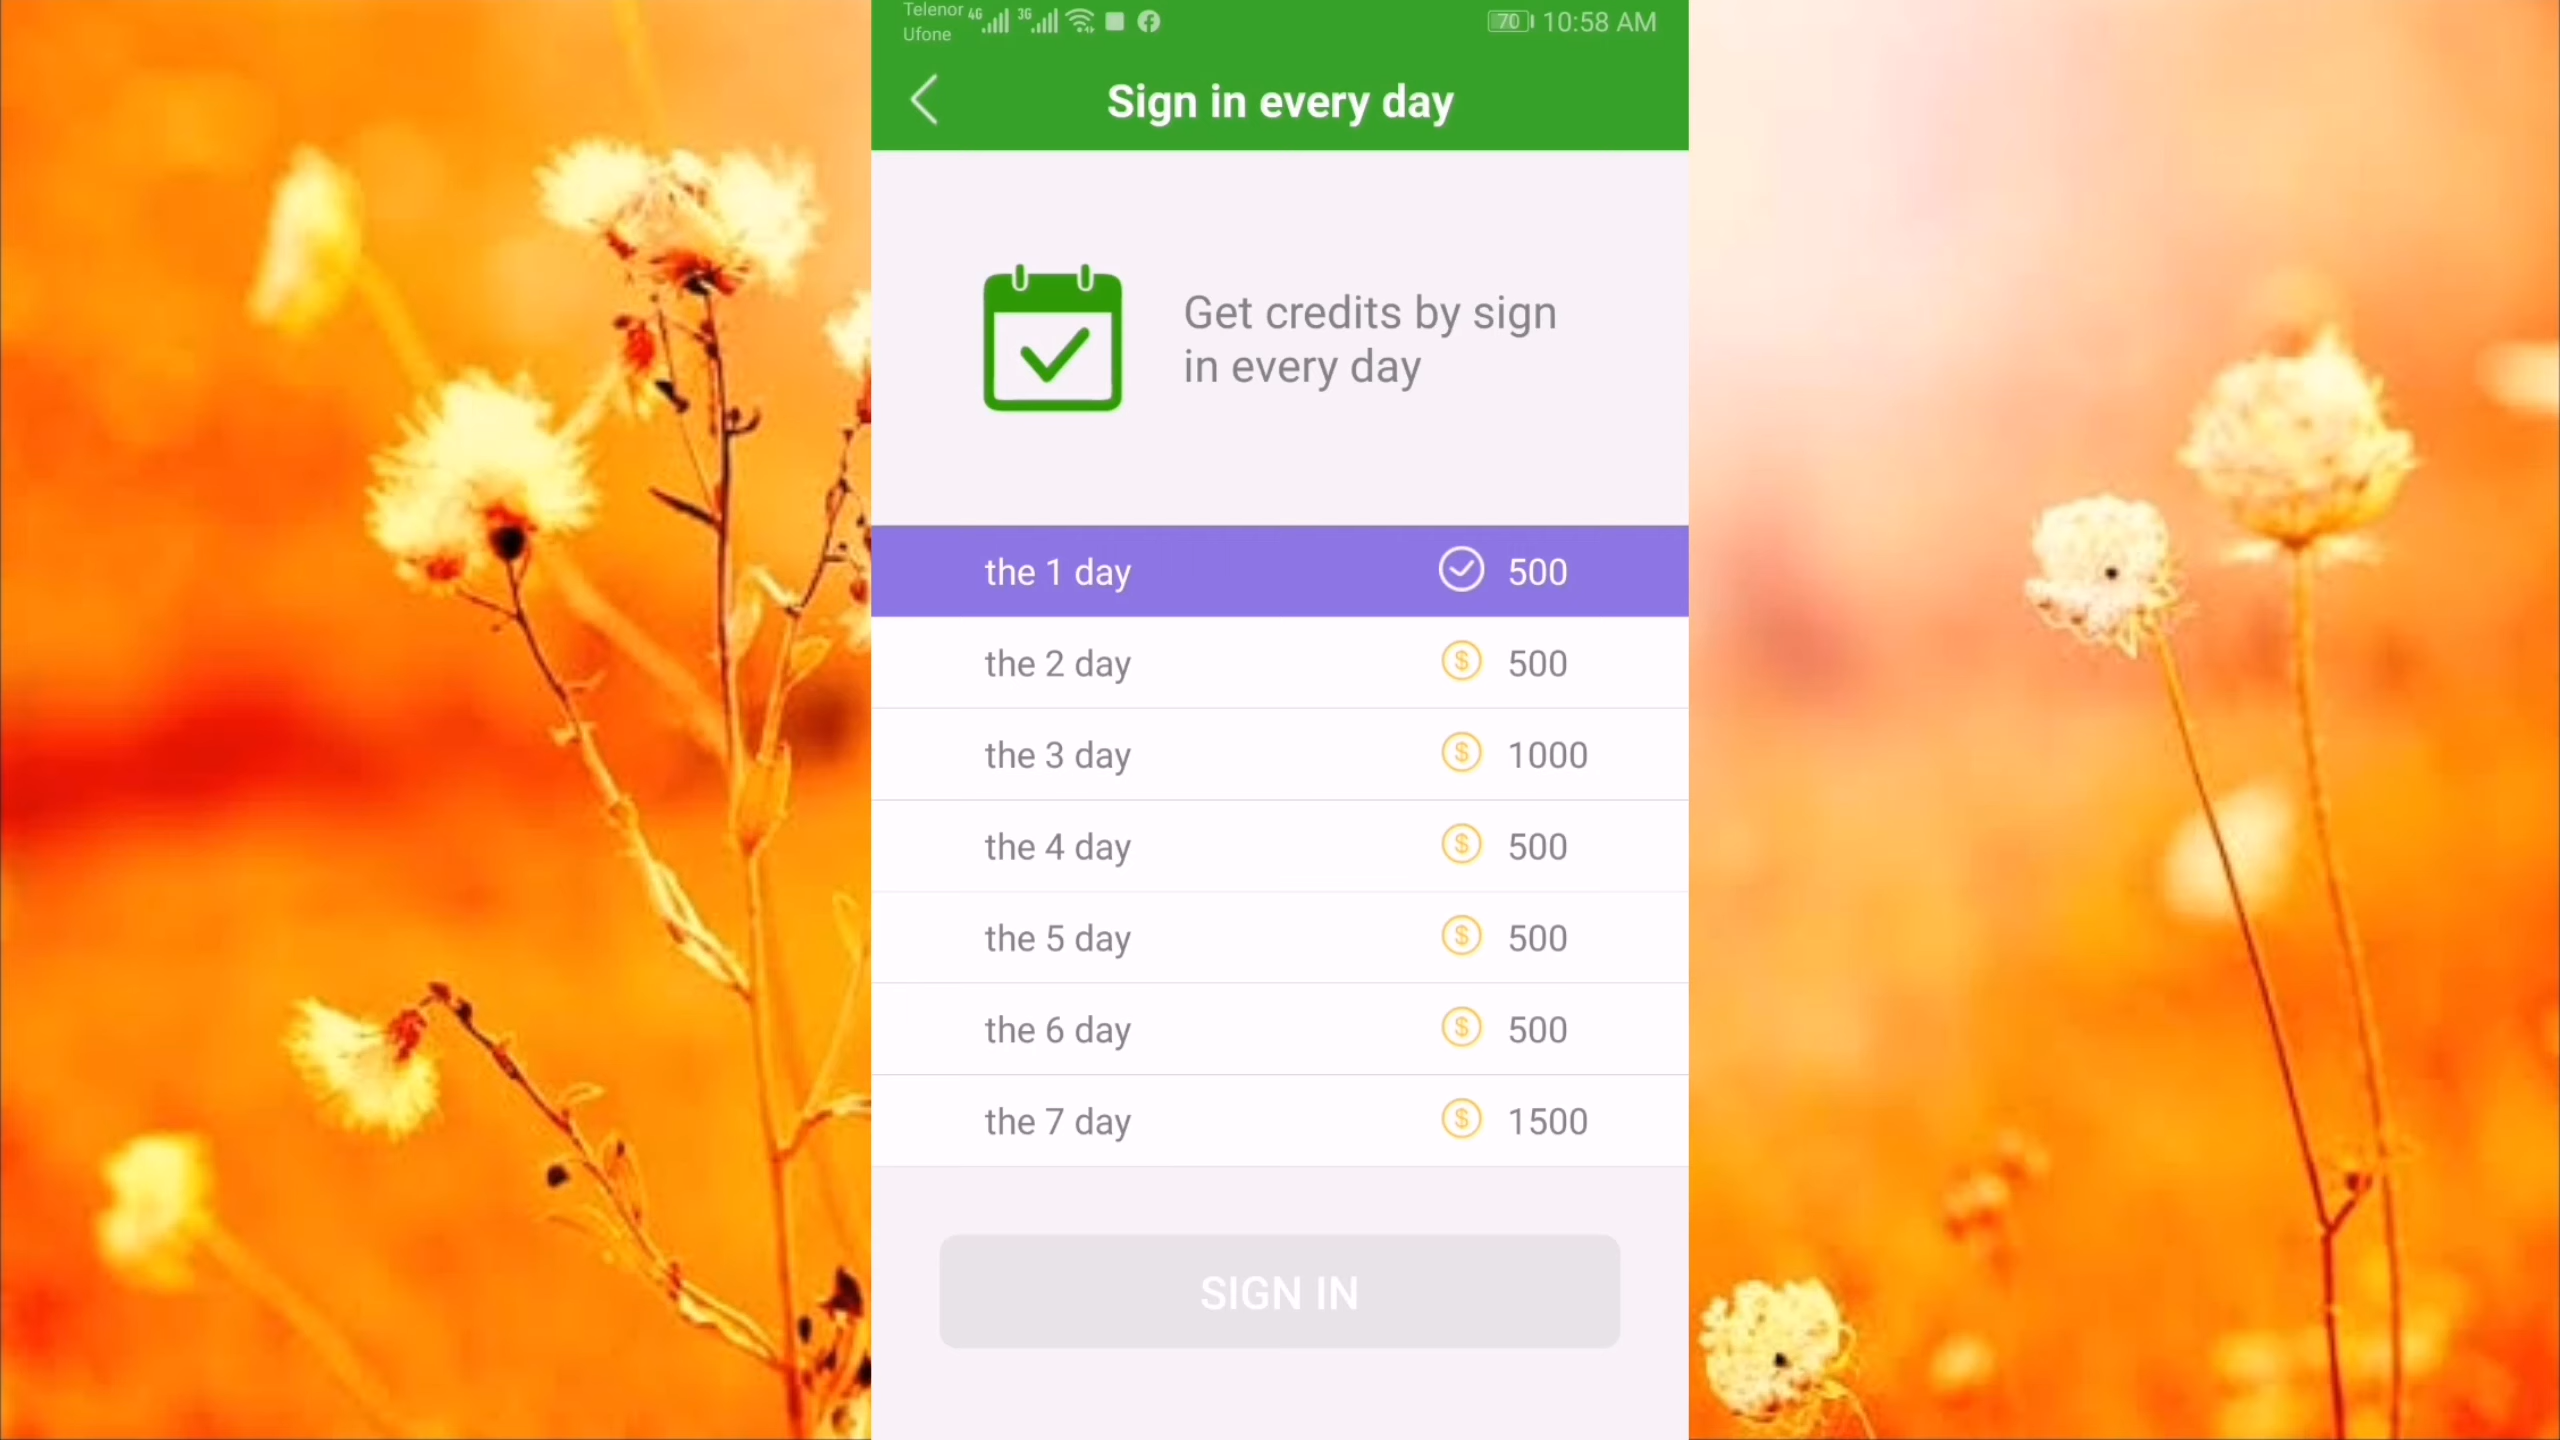 Telenor 4G 3G 70 10:58 AM
Ufone
Sign in every day
Get credits by sign
in every day
the 1 day 500
the 2 day $ 500
the 3 day $ 1000
the 4 day $ 500
the 5 day $ 500
the 6 day $ 500
the 7 day $ 1500
SIGN IN